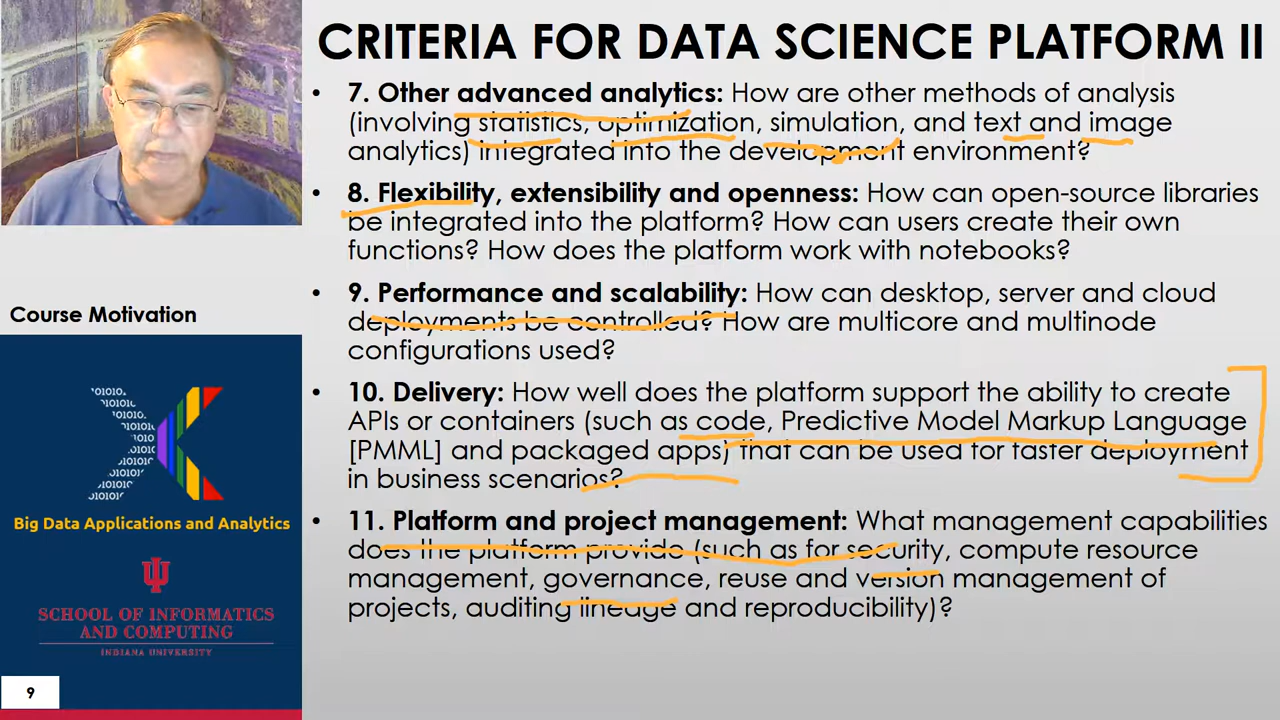 CRITERIA FOR DATA SCIENCE PLATFORM II
• 7. Other advanced analytics: How are other methods of analysis
(involving statistics, optimization, simulation, and text and image
analytics) integrated into the development environment?
• 8. Flexibility, extensibility and openness: How can open-source libraries
be integrated into the platform? How can users create their own
functions? How does the platform work with notebooks?
• 9. Performance and scalability: How can desktop, server and cloud
deployments be controlled? How are multicore and multinode
configurations used?
• 10. Delivery: How well does the platform support the ability to create
APIs or containers (such as code, Predictive Model Markup Language
[PMML] and packaged apps) that can be used for faster deployment
in business scenarios?
• 11. Platform and project management: What management capabilities
does the platform provide (such as for security, compute resource
management, governance, reuse and version management of
projects, auditing lineage and reproducibility)?
Course Motivation
Big Data Applications and Analytics
SCHOOL OF INFORMATICS
AND COMPUTING
INDIANA UNIVERSITY
9